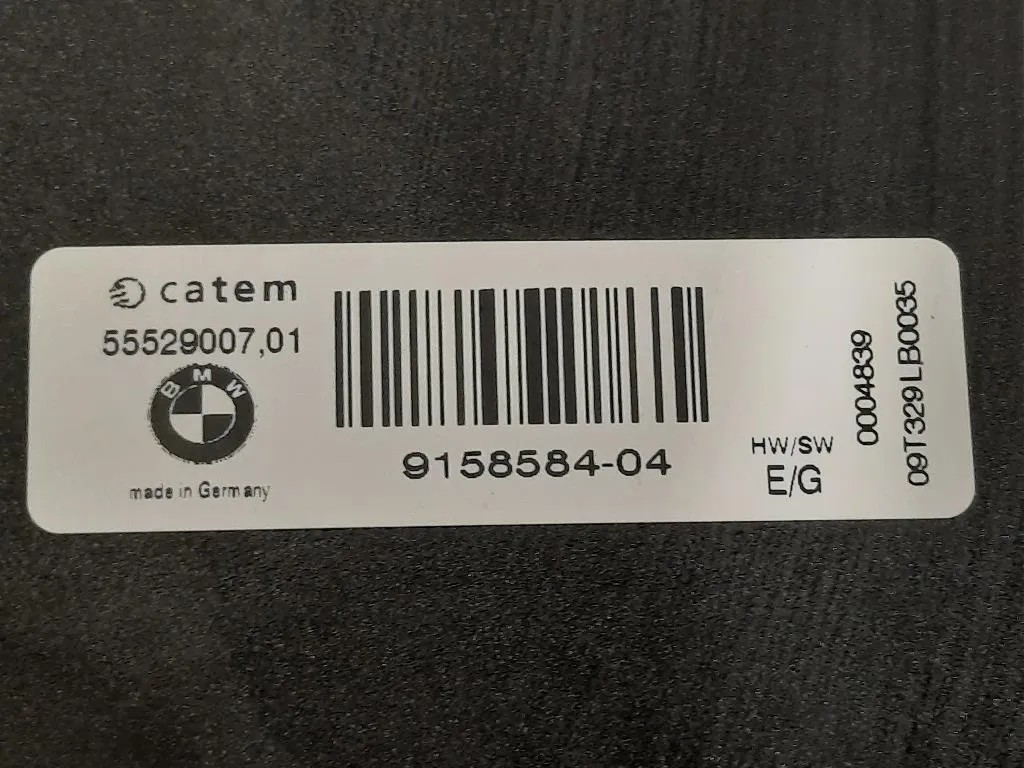 catem
55529007,01
BMW
made in Germany
9158584-04
HW/SW
E/G
0004839
09T329LB0035